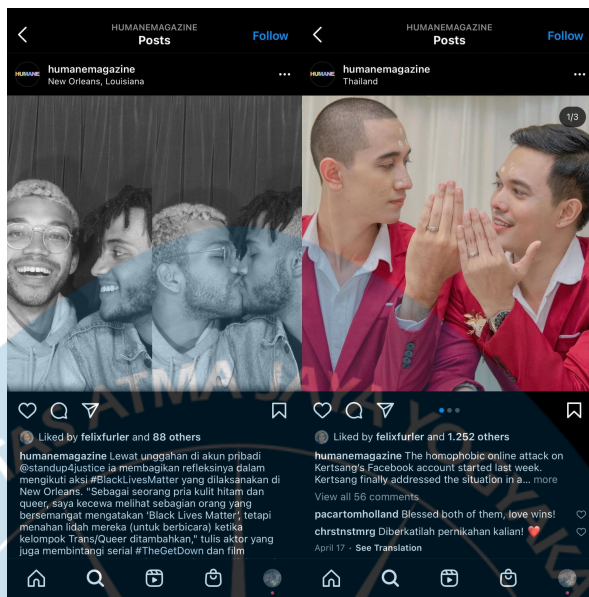 HUMANEMAGAZINE
Posts
Follow
HUMANE
humanemagazine
New Orleans, Louisiana
Liked by felixfurler and 88 others
humanemagazine Lewat unggahan di akun pribadi
@standup4justice ia membagikan refleksinya dalam
mengikuti aksi #BlackLivesMatter yang dilaksanakan di
New Orleans. "Sebagai seorang pria kulit hitam dan
queer, saya kecewa melihat sebagian orang yang
bersemangat mengatakan 'Black Lives Matter', tetapi
menahan lidah mereka (untuk berbicara) ketika
kelompok Trans/Queer ditambahkan," tulis aktor yang
juga membintangi serial #TheGetDown dan film
HUMANEMAGAZINE
Posts
Follow
HUMANE
humanemagazine
Thailand
1/3
Liked by felixfurler and 1.252 others
humanemagazine The homophobic online attack on
Kertsang's Facebook account started last week.
Kertsang finally addressed the situation in a... more
View all 56 comments
pacartomholland Blessed both of them, love wins!
chrstnstmrg Diberkatilah pernikahan kalian! ❤️
April 17 · See Translation
ATMA JAYA